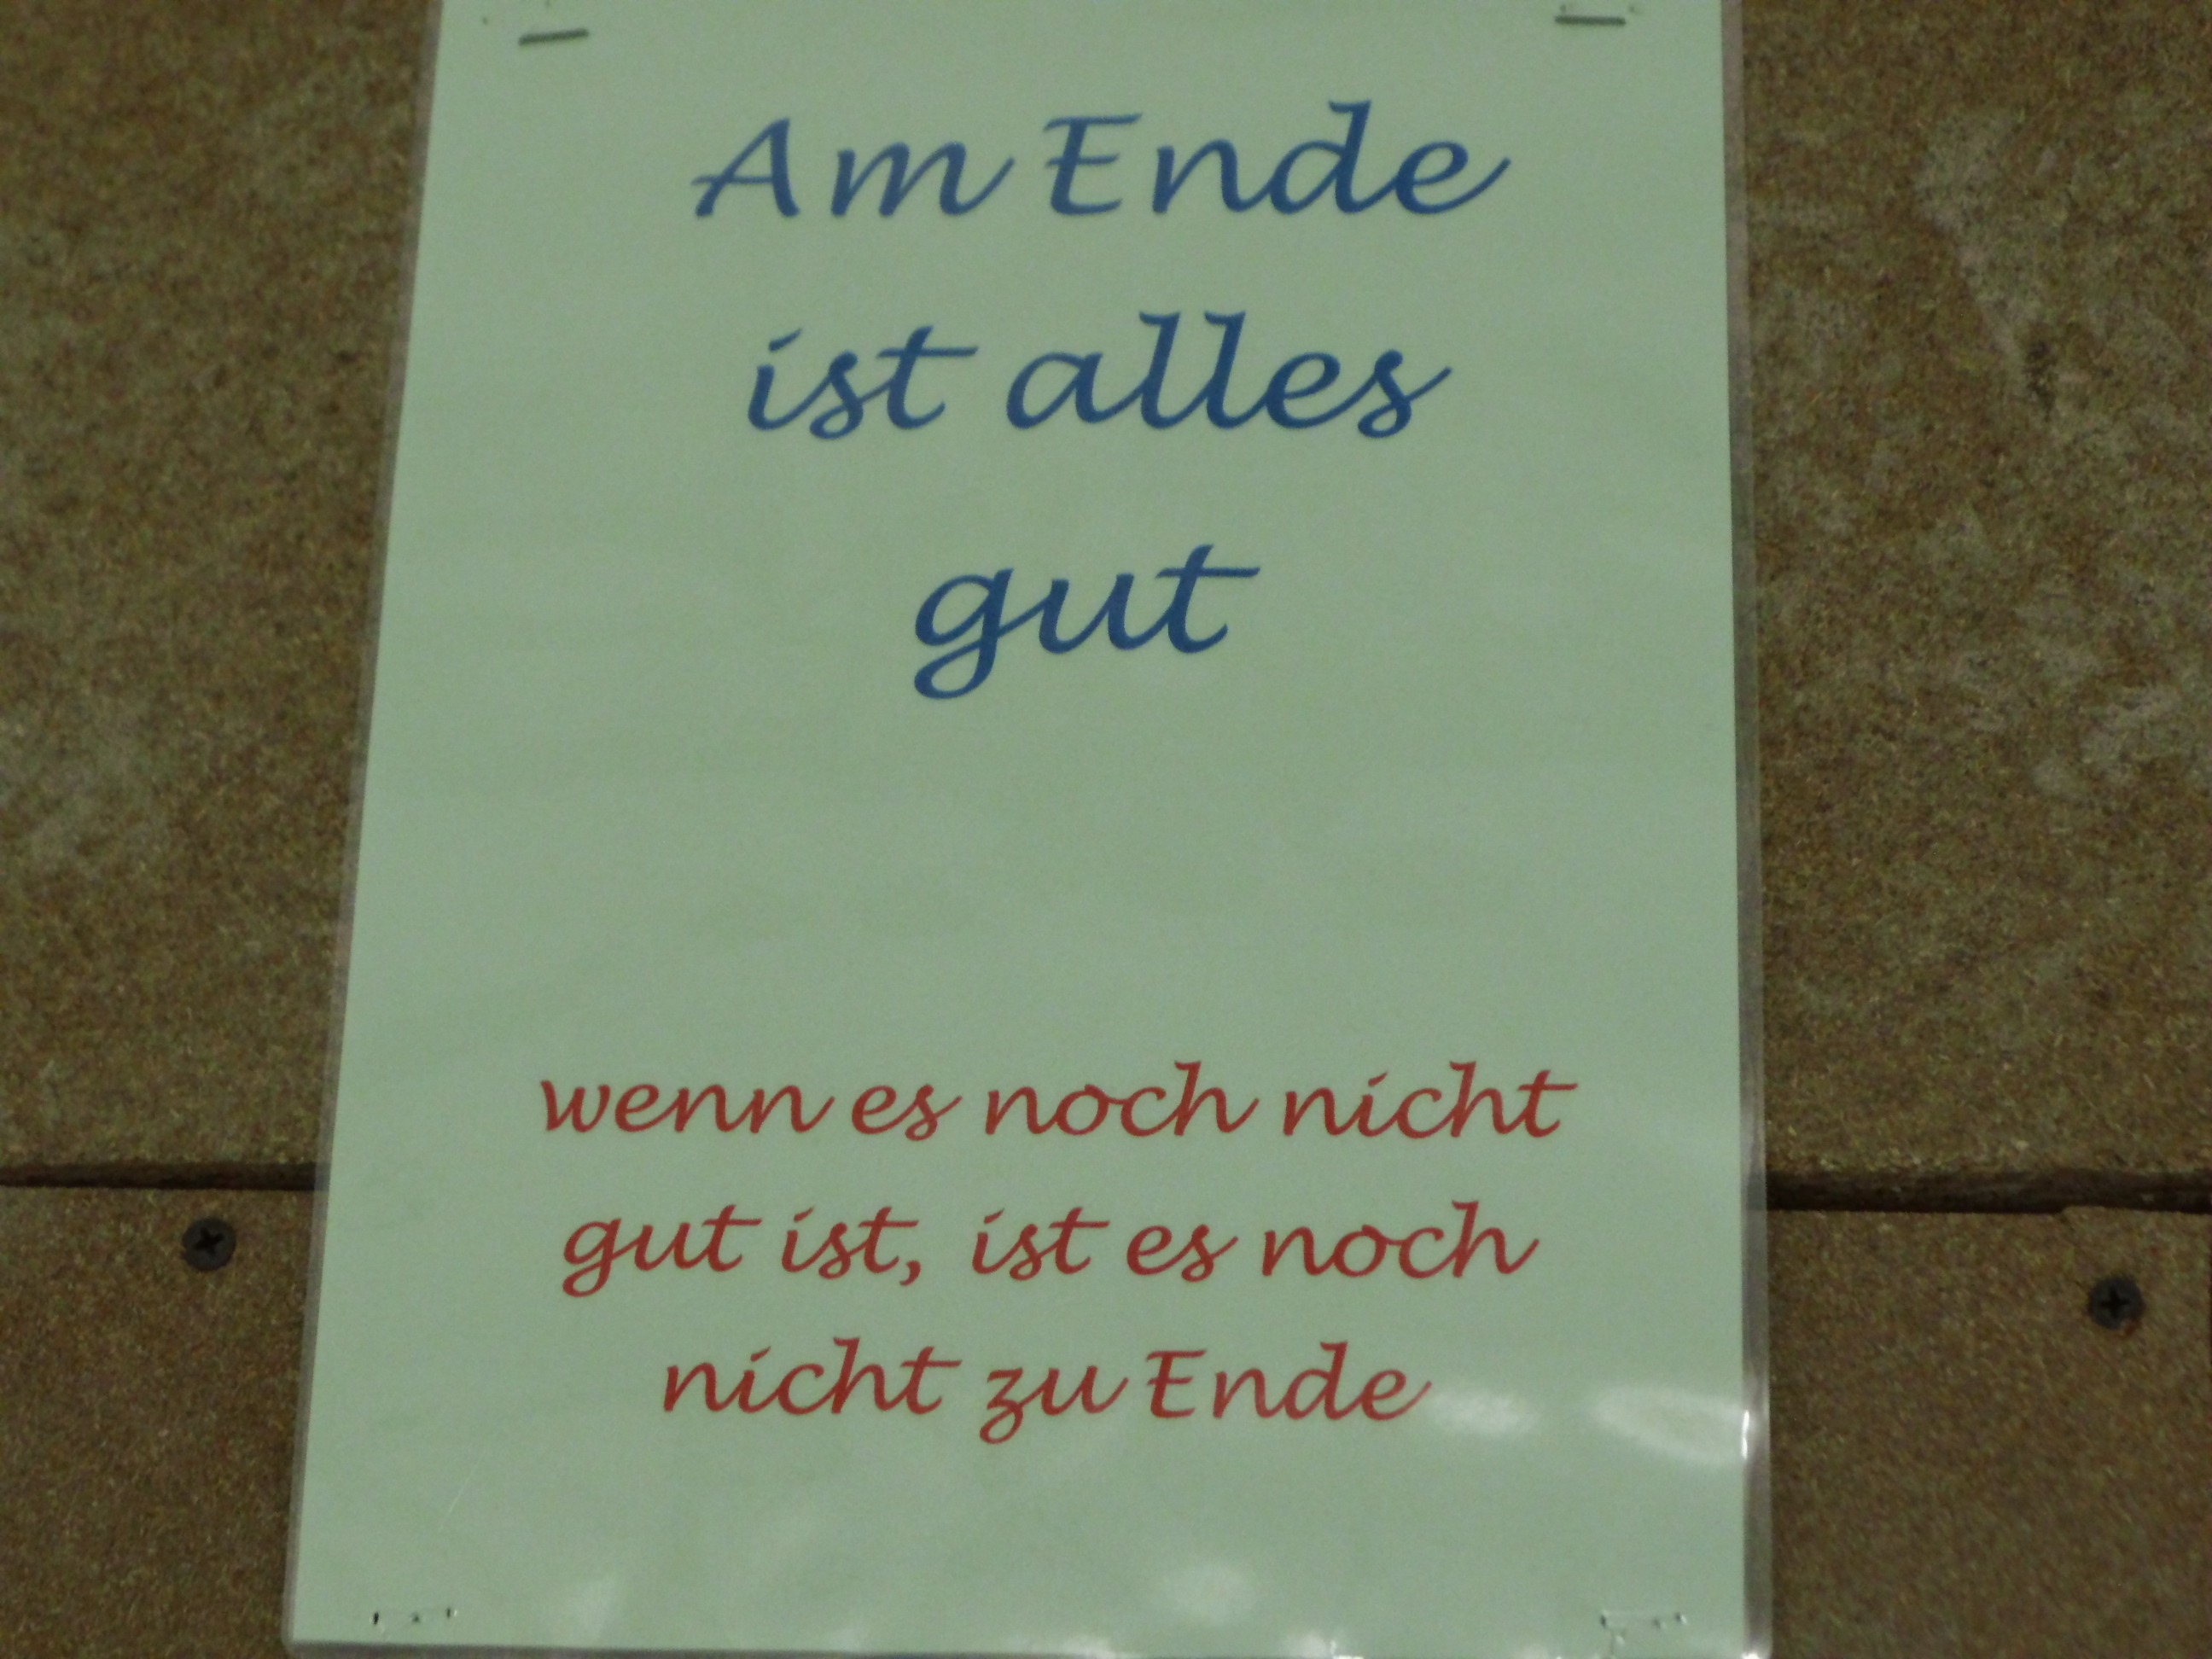 Am Ende
ist alles
gut
wenn es noch nicht
gut ist, ist es noch
nicht zu Ende